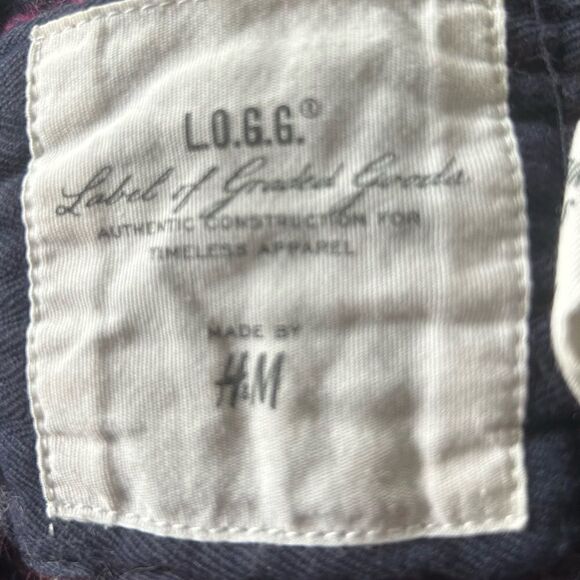 L.O.G.G.®
Label of Graded Goods
AUTHENTIC CONSTRUCTION FOR
TIMELESS APPAREL
MADE BY
H&M